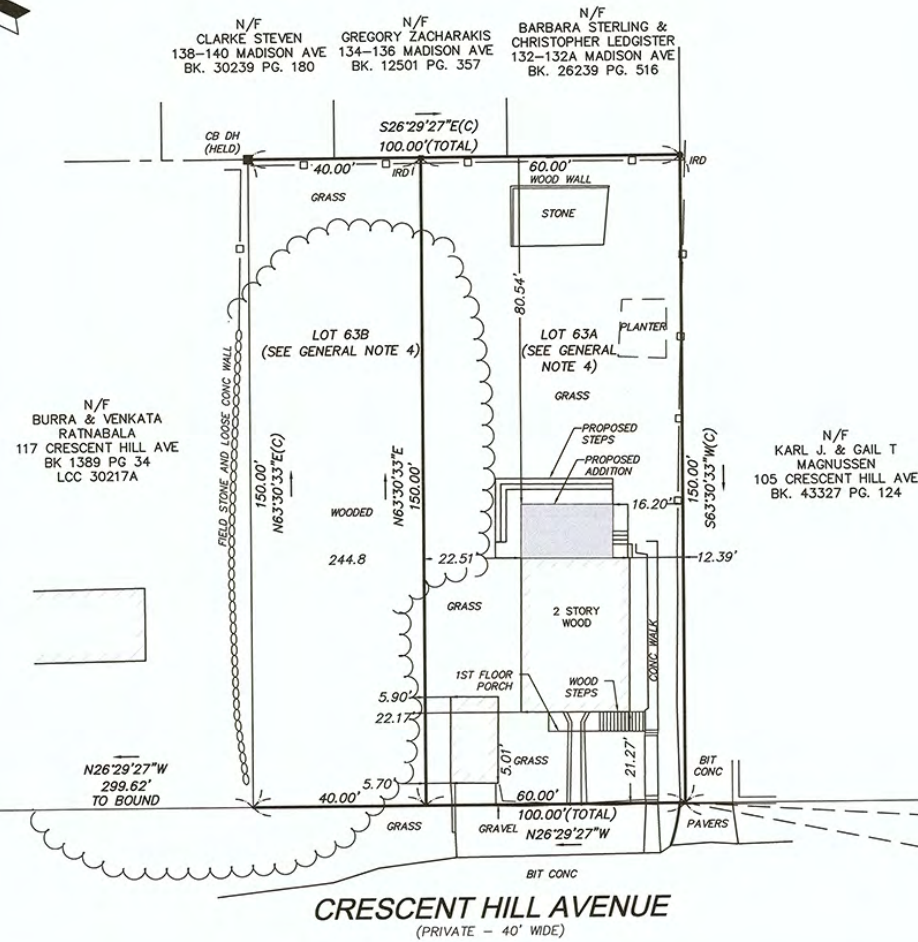 N/F
CLARKE STEVEN
138-140 MADISON AVE
BK. 30239 PG. 180
N/F
GREGORY ZACHARAKIS
134-136 MADISON AVE
BK. 12501 PG. 357
N/F
BARBARA STERLING &
CHRISTOPHER LEDGISTER
132-132A MADISON AVE
BK. 26239 PG. 516
CB DH
(HELD)
S26°29'27"E(C)
100.00'(TOTAL)
40.00'
IRD
60.00'
IRD
WOOD WALL
GRASS
STONE
80.54'
LOT 63B
(SEE GENERAL NOTE 4)
LOT 63A
(SEE GENERAL
NOTE 4)
PLANTER
GRASS
FIELD STONE AND LOOSE CONC WALL
N/F
BURRA & VENKATA
RATNABALA
117 CRESCENT HILL AVE
BK 1389 PG 34
LCC 30217A
N/F
KARL J. & GAIL T
MAGNUSSEN
105 CRESCENT HILL AVE
BK. 43327 PG. 124
150.00'
N63°30'33"E(C)
N63°30'33"E
150.00'
150.00'
S63°30'33"W(C)
PROPOSED
STEPS
PROPOSED
ADDITION
16.20'
WOODED
244.8
22.51'
12.39'
GRASS
2 STORY
WOOD
CONC WALK
1ST FLOOR
PORCH
WOOD
STEPS
5.90'
22.17'
5.01'
GRASS
21.27'
BIT
CONC
N26°29'27"W
299.62'
TO BOUND
5.70'
40.00'
60.00'
100.00'(TOTAL)
N26°29'27"W
GRASS
GRAVEL
PAVERS
BIT CONC
CRESCENT HILL AVENUE
(PRIVATE - 40' WIDE)